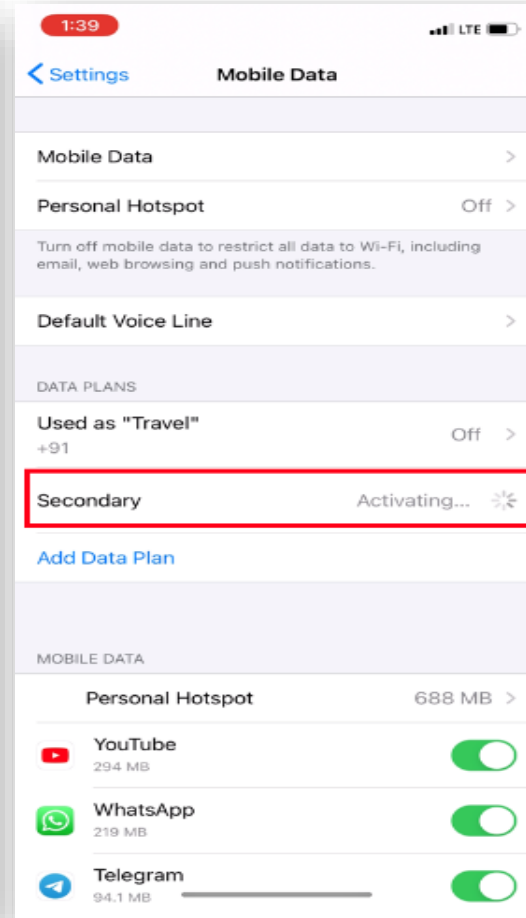 1:39
LTE
Settings
Mobile Data
Mobile Data
Personal Hotspot Off
Turn off mobile data to restrict all data to Wi-Fi, including
email, web browsing and push notifications.
Default Voice Line
DATA PLANS
Used as "Travel"
+91
Off
Secondary Activating...
Add Data Plan
MOBILE DATA
Personal Hotspot 688 MB
YouTube
294 MB
WhatsApp
219 MB
Telegram
94.1 MB